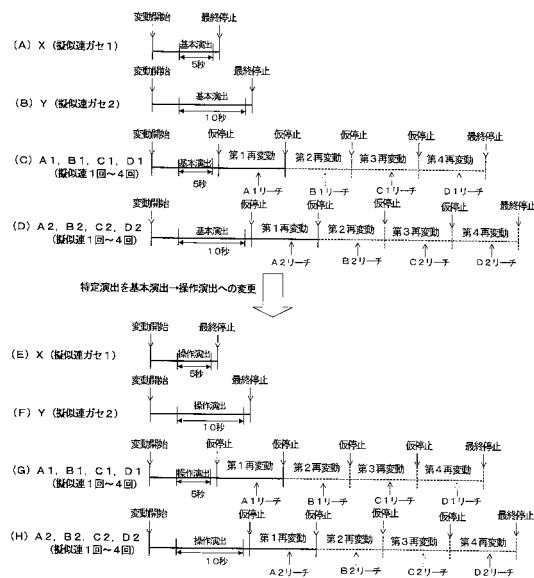 変動開始 最終停止
(A) X (擬似連ガセ1) 基本演出
5秒
変動開始 最終停止
(B) Y (擬似連ガセ2) 基本演出
10秒
変動開始 仮停止 仮停止 仮停止 仮停止 最終停止
(C) A1, B1, C1, D1 基本演出 第1再変動 第2再変動 第3再変動 第4再変動
(擬似連1回～4回) 5秒
A1リーチ B1リーチ C1リーチ D1リーチ
変動開始 仮停止 仮停止 仮停止 仮停止 最終停止
(D) A2, B2, C2, D2 基本演出 第1再変動 第2再変動 第3再変動 第4再変動
(擬似連1回～4回) 10秒
A2リーチ B2リーチ C2リーチ D2リーチ
特定演出を基本演出→操作演出への変更
変動開始 最終停止
(E) X (擬似連ガセ1) 操作演出
5秒
変動開始 最終停止
(F) Y (擬似連ガセ2) 操作演出
10秒
変動開始 仮停止 仮停止 仮停止 仮停止 最終停止
(G) A1, B1, C1, D1 操作演出 第1再変動 第2再変動 第3再変動 第4再変動
(擬似連1回～4回) 5秒
A1リーチ B1リーチ C1リーチ D1リーチ
変動開始 仮停止 仮停止 仮停止 仮停止 最終停止
(H) A2, B2, C2, D2 操作演出 第1再変動 第2再変動 第3再変動 第4再変動
(擬似連1回～4回) 10秒
A2リーチ B2リーチ C2リーチ D2リーチ